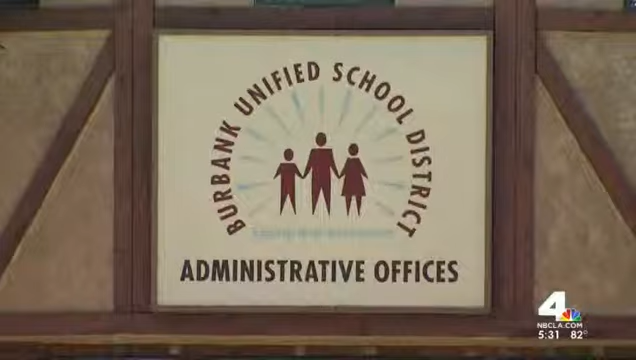 BURBANK UNIFIED SCHOOL DISTRICT
ADMINISTRATIVE OFFICES
4
NBCLA.COM
5:31 82°